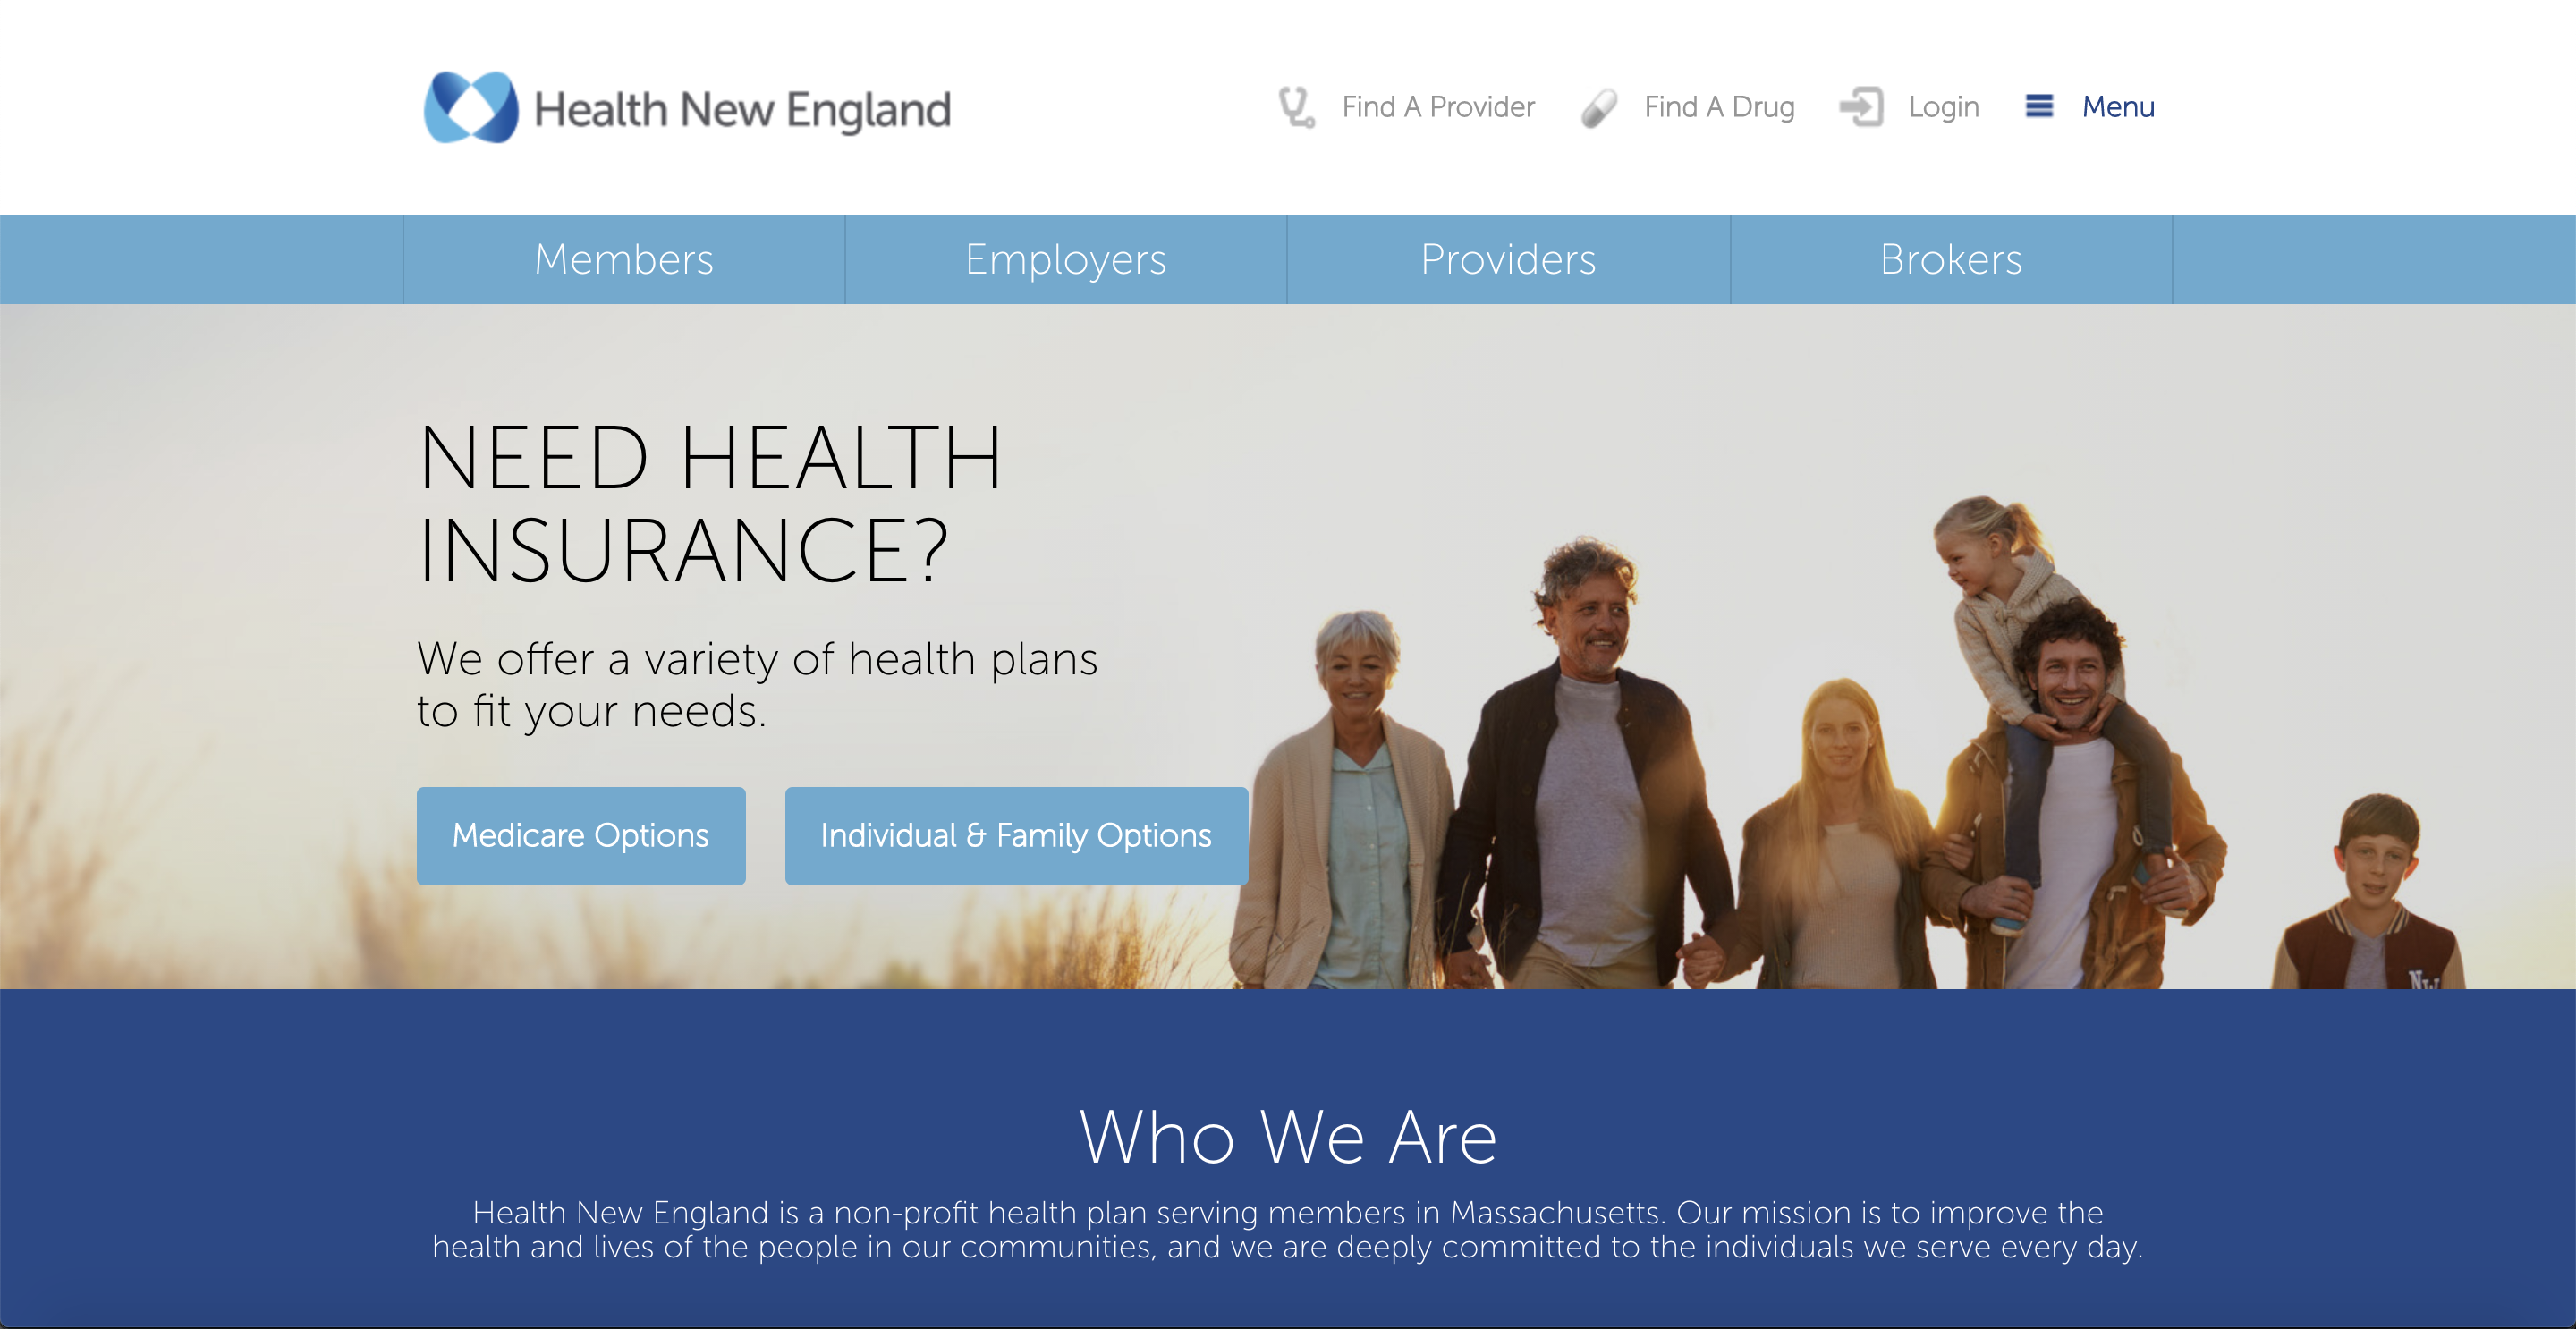 Health New England
Find A Provider
Find A Drug
Login
Menu
Members
Employers
Providers
Brokers
NEED HEALTH
INSURANCE?
We offer a variety of health plans
to fit your needs.
Medicare Options
Individual & Family Options
NW
Who We Are
Health New England is a non-profit health plan serving members in Massachusetts. Our mission is to improve the
health and lives of the people in our communities, and we are deeply committed to the individuals we serve every day.